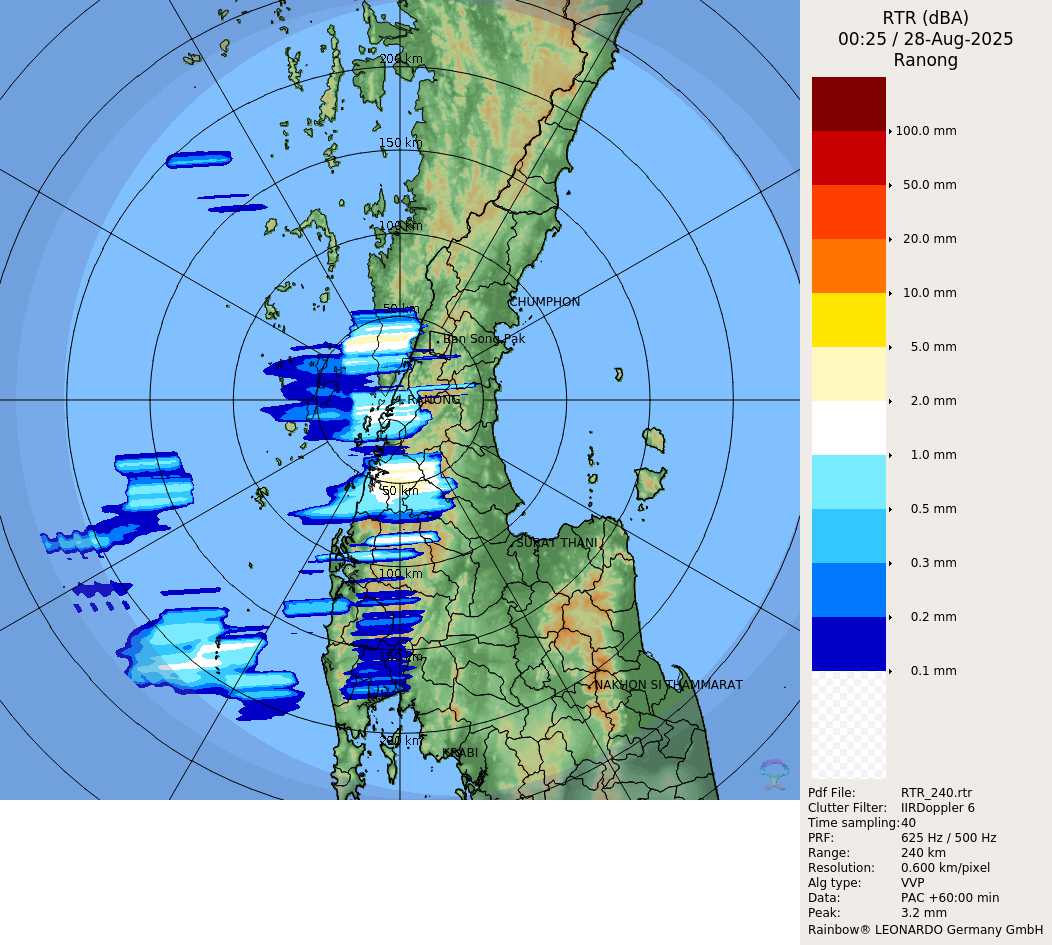 RTR (dBA)
00:25 / 28-Aug-2025
Ranong
100.0 mm
50.0 mm
20.0 mm
10.0 mm
5.0 mm
2.0 mm
1.0 mm
0.5 mm
0.3 mm
0.2 mm
0.1 mm
Pdf File: RTR_240.rtr
Clutter Filter: IIRDoppler 6
Time sampling: 40
PRF: 625 Hz / 500 Hz
Range: 240 km
Resolution: 0.600 km/pixel
Alg type: VVP
Data: PAC +60:00 min
Peak: 3.2 mm
Rainbow® LEONARDO Germany GmbH
200 km
150 km
100 km
CHUMPHON
50 km
Ban Song Pak
RANONG
50 km
SURAT THANI
100 km
150 km
NAKHON SI THAMMARAT
200 km
KRABI